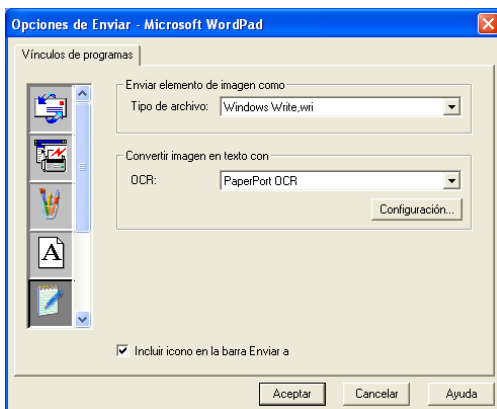 Opciones de Enviar - Microsoft WordPad
Vínculos de programas
Enviar elemento de imagen como
Tipo de archivo: Windows Write,wri
Convertir imagen en texto con
OCR: PaperPort OCR
Configuración...
A
Incluir icono en la barra Enviar a
Aceptar Cancelar Ayuda